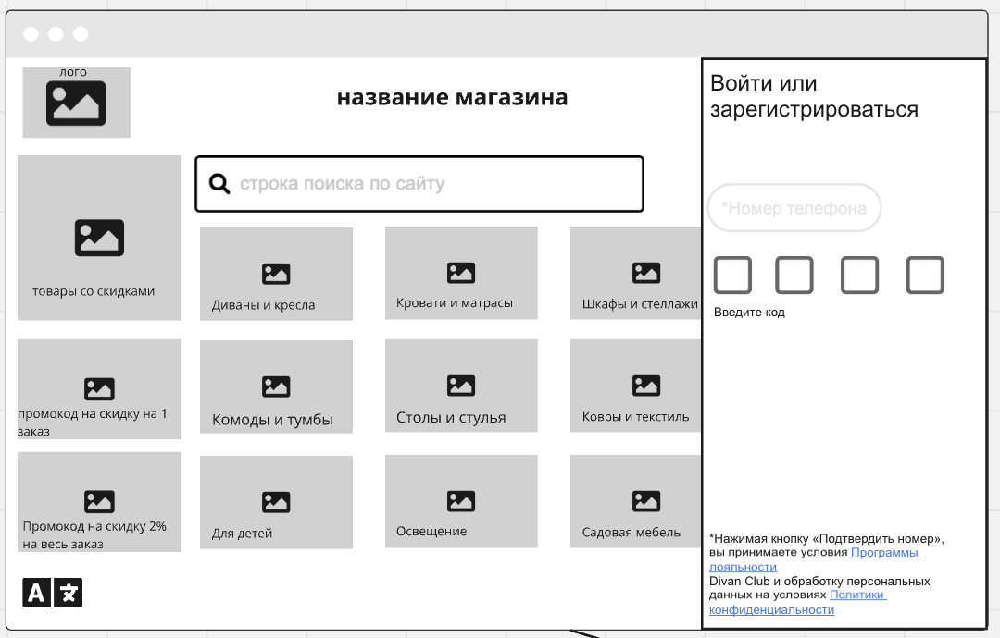 лого
название магазина
строка поиска по сайту
товары со скидками
Диваны и кресла
Кровати и матрасы
Шкафы и стеллажи
промокод на скидку на 1
заказ
Комоды и тумбы
Столы и стулья
Ковры и текстиль
Промокод на скидку 2%
на весь заказ
Для детей
Освещение
Садовая мебель
A 文
Войти или
зарегистрироваться
*Номер телефона
Введите код
*Нажимая кнопку «Подтвердить номер»,
вы принимаете условия Программы
лояльности
Divan Club и обработку персональных
данных на условиях Политики
конфиденциальности